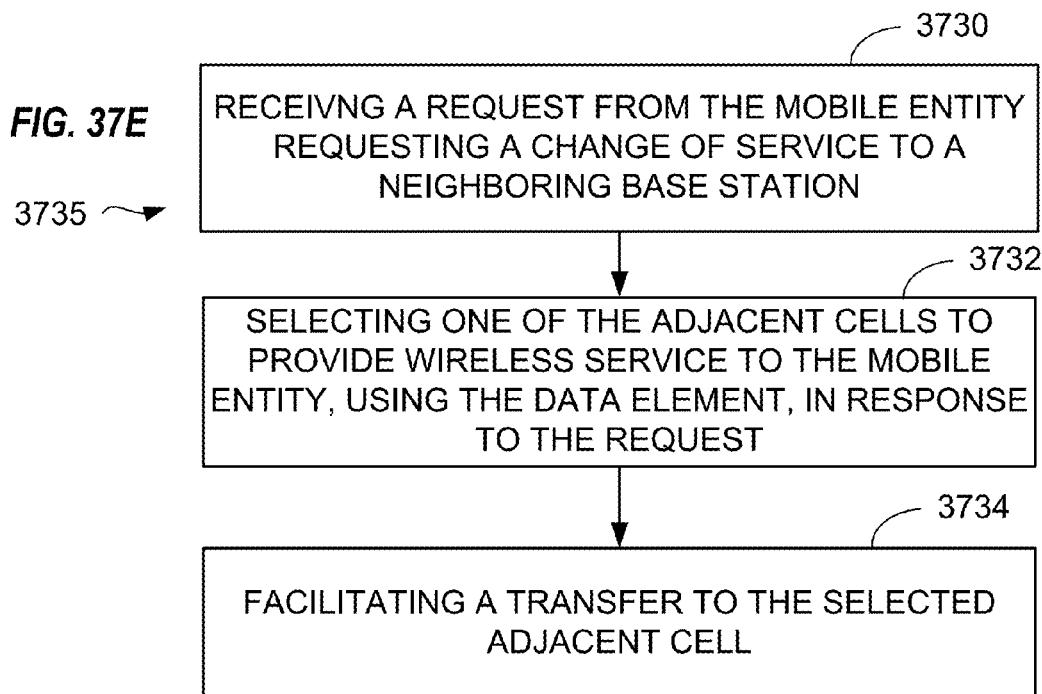 3730
FIG. 37E
3735
RECEIVNG A REQUEST FROM THE MOBILE ENTITY
REQUESTING A CHANGE OF SERVICE TO A
NEIGHBORING BASE STATION
3732
SELECTING ONE OF THE ADJACENT CELLS TO
PROVIDE WIRELESS SERVICE TO THE MOBILE
ENTITY, USING THE DATA ELEMENT, IN RESPONSE
TO THE REQUEST
3734
FACILITATING A TRANSFER TO THE SELECTED
ADJACENT CELL